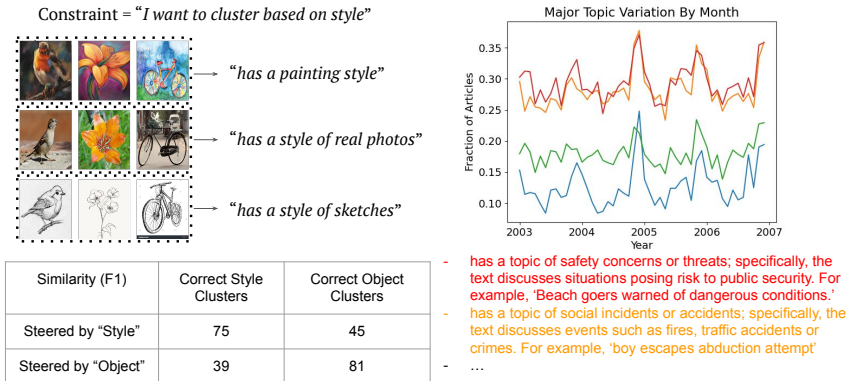 Constraint = “I want to cluster based on style”
“has a painting style”
“has a style of real photos”
“has a style of sketches”
Similarity (F1)
Correct Style
Clusters
Correct Object
Clusters
Steered by “Style”
75
45
Steered by “Object”
39
81
Major Topic Variation By Month
Fraction of Articles
0.35
0.30
0.25
0.20
0.15
0.10
2003
2004
2005
2006
2007
Year
- has a topic of safety concerns or threats; specifically, the
text discusses situations posing risk to public security. For
example, ‘Beach goers warned of dangerous conditions.’
- has a topic of social incidents or accidents; specifically, the
text discusses events such as fires, traffic accidents or
crimes. For example, ‘boy escapes abduction attempt’
- ...